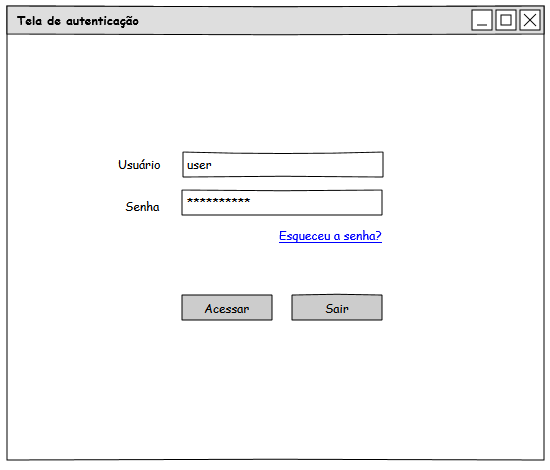 Tela de autenticação
Usuário user
Senha **********
Esqueceu a senha?
Acessar Sair